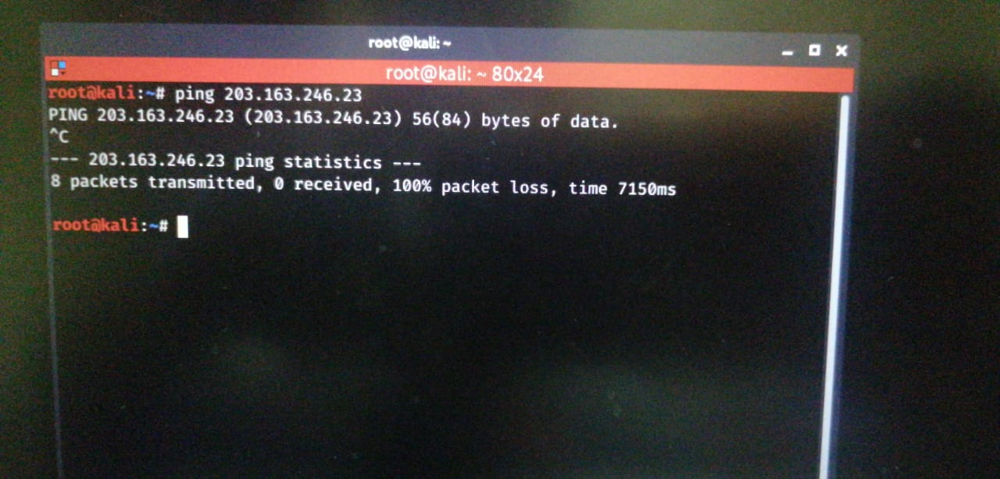 root@kali: ~
root@kali: ~ 80x24
root@kali:~# ping 203.163.246.23
PING 203.163.246.23 (203.163.246.23) 56(84) bytes of data.
^C
--- 203.163.246.23 ping statistics ---
8 packets transmitted, 0 received, 100% packet loss, time 7150ms
root@kali:~#